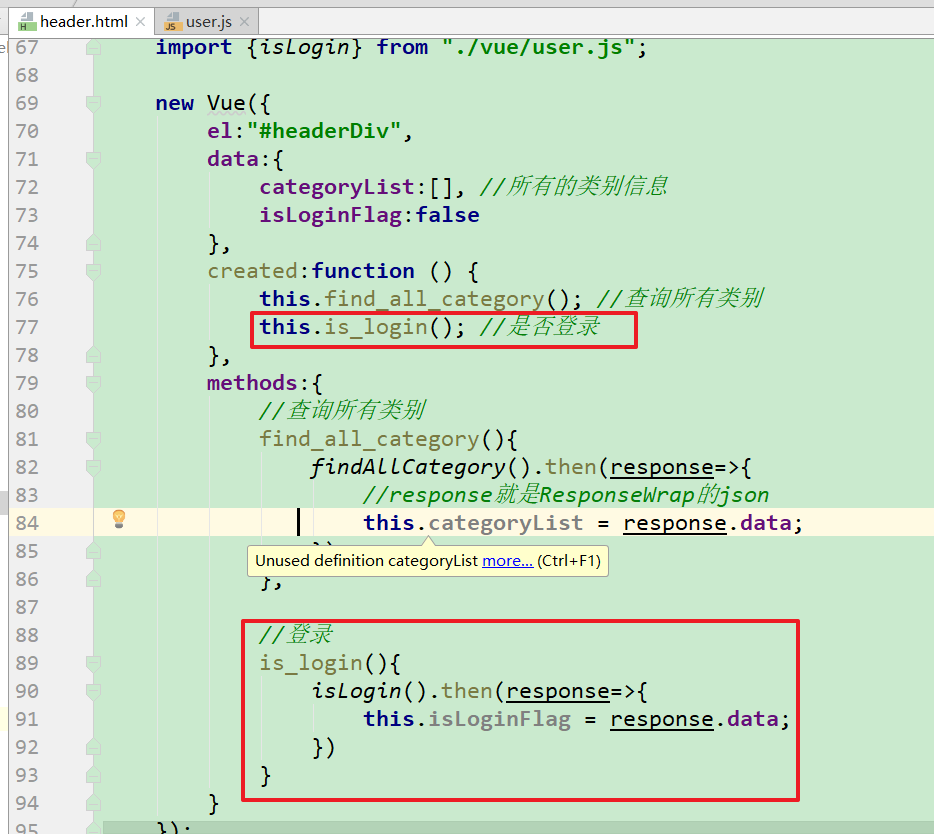 header.html
user.js
67 import {isLogin} from "./vue/user.js";
68
69 new Vue({
70 el:"#headerDiv",
71 data:{
72 categoryList:[], //所有的类别信息
73 isLoginFlag:false
74 },
75 created:function () {
76 this.find_all_category(); //查询所有类别
77 this.is_login(); //是否登录
78 },
79 methods:{
80 //查询所有类别
81 find_all_category(){
82 findAllCategory().then(response=>{
83 //response就是ResponseWrap的json
84 this.categoryList = response.data;
85
Unused definition categoryList more... (Ctrl+F1)
86 },
87
88 //登录
89 is_login(){
90 isLogin().then(response=>{
91 this.isLoginFlag = response.data;
92 })
93 }
94 }
95 });